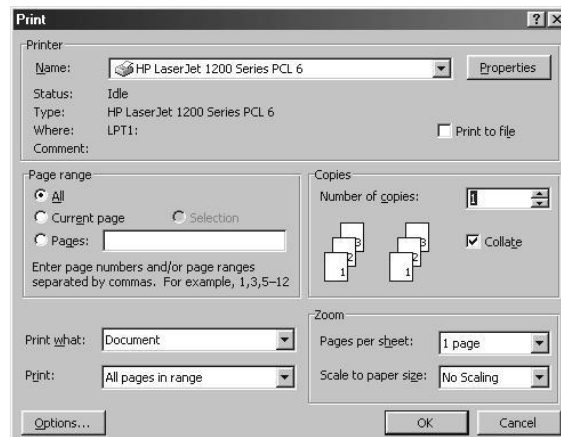 Print
Printer
Name: HP LaserJet 1200 Series PCL 6 Properties
Status: Idle
Type: HP LaserJet 1200 Series PCL 6
Where: LPT1: Print to file
Comment:
Page range
All
Current page Selection
Pages:
Enter page numbers and/or page ranges
separated by commas. For example, 1,3,5–12
Copies
Number of copies: 1
3 3
2 2
1 1
Collate
Print what: Document
Print: All pages in range
Zoom
Pages per sheet: 1 page
Scale to paper size: No Scaling
Options... OK Cancel